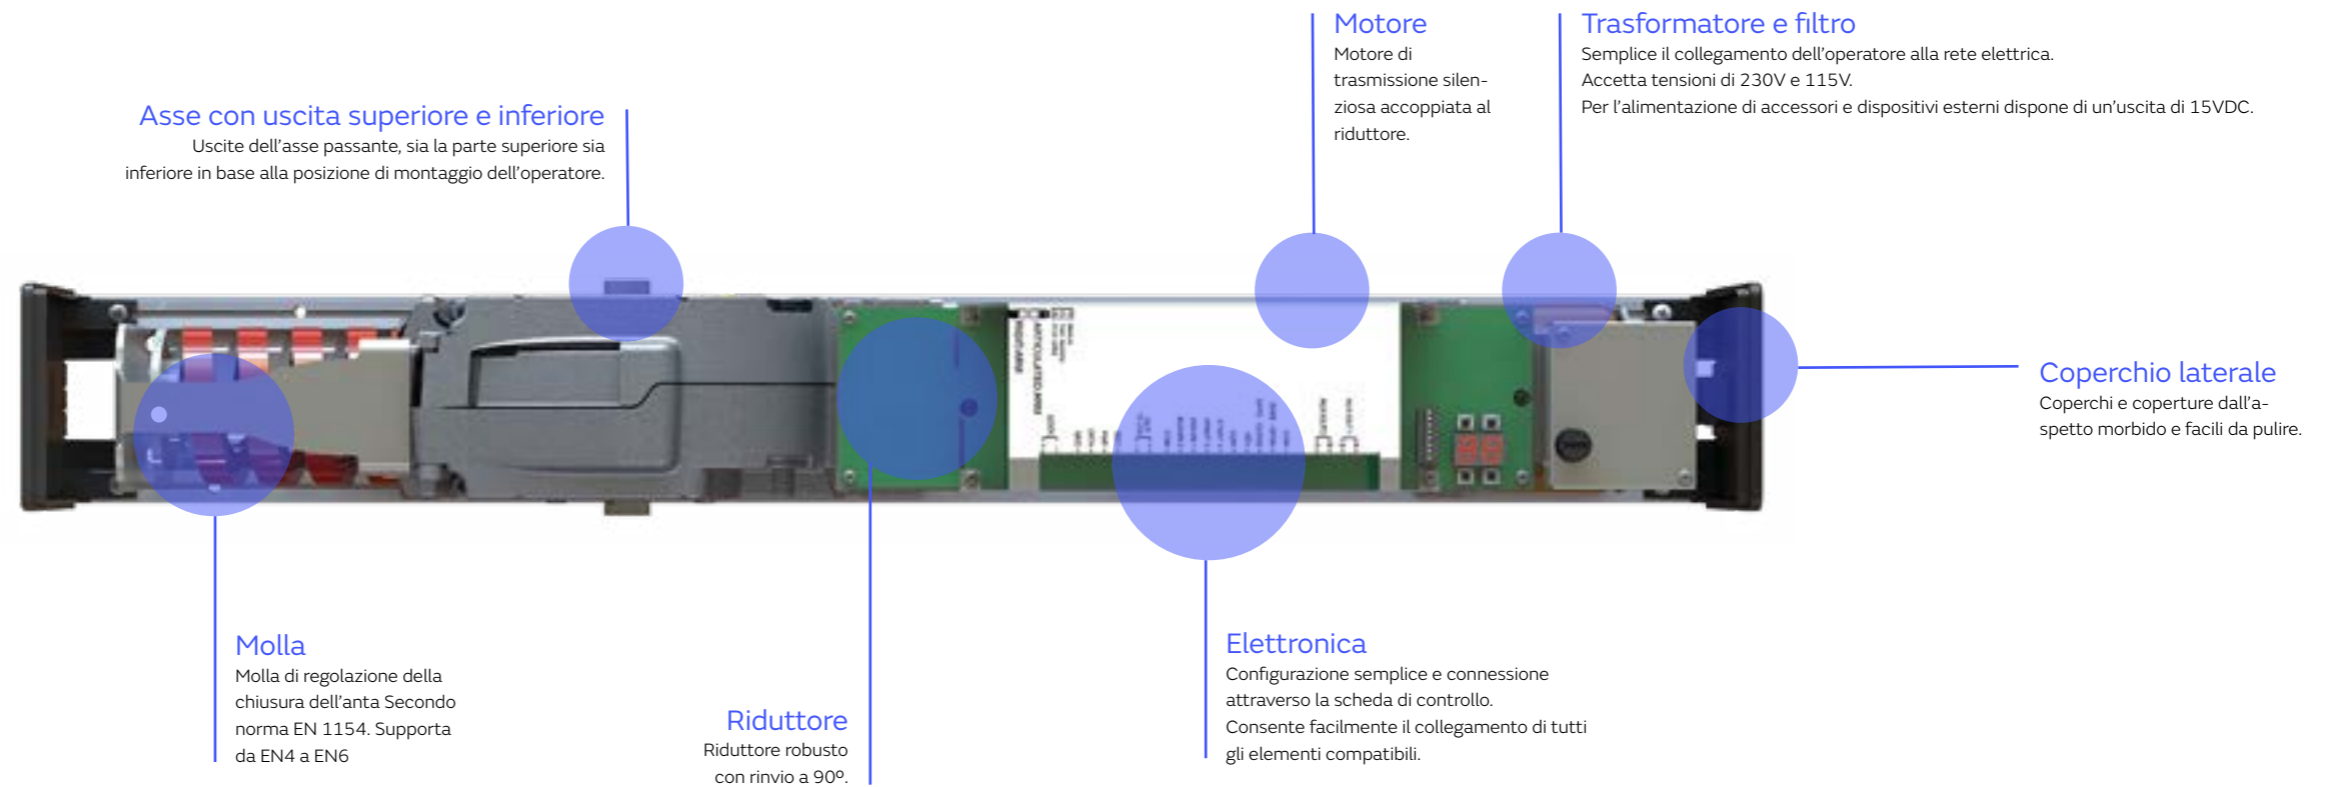 Motore
Motore di
trasmissione silen-
ziosa accoppiata al
riduttore.
Trasformatore e filtro
Semplice il collegamento dell'operatore alla rete elettrica.
Accetta tensioni di 230V e 115V.
Per l'alimentazione di accessori e dispositivi esterni dispone di un'uscita di 15VDC.
Asse con uscita superiore e inferiore
Uscite dell'asse passante, sia la parte superiore sia
inferiore in base alla posizione di montaggio dell'operatore.
Coperchio laterale
Coperchi e coperture dall'a-
spetto morbido e facili da pulire.
Molla
Molla di regolazione della
chiusura dell'anta Secondo
norma EN 1154. Supporta
da EN4 a EN6
Riduttore
Riduttore robusto
con rinvio a 90º.
Elettronica
Configurazione semplice e connessione
attraverso la scheda di controllo.
Consente facilmente il collegamento di tutti
gli elementi compatibili.